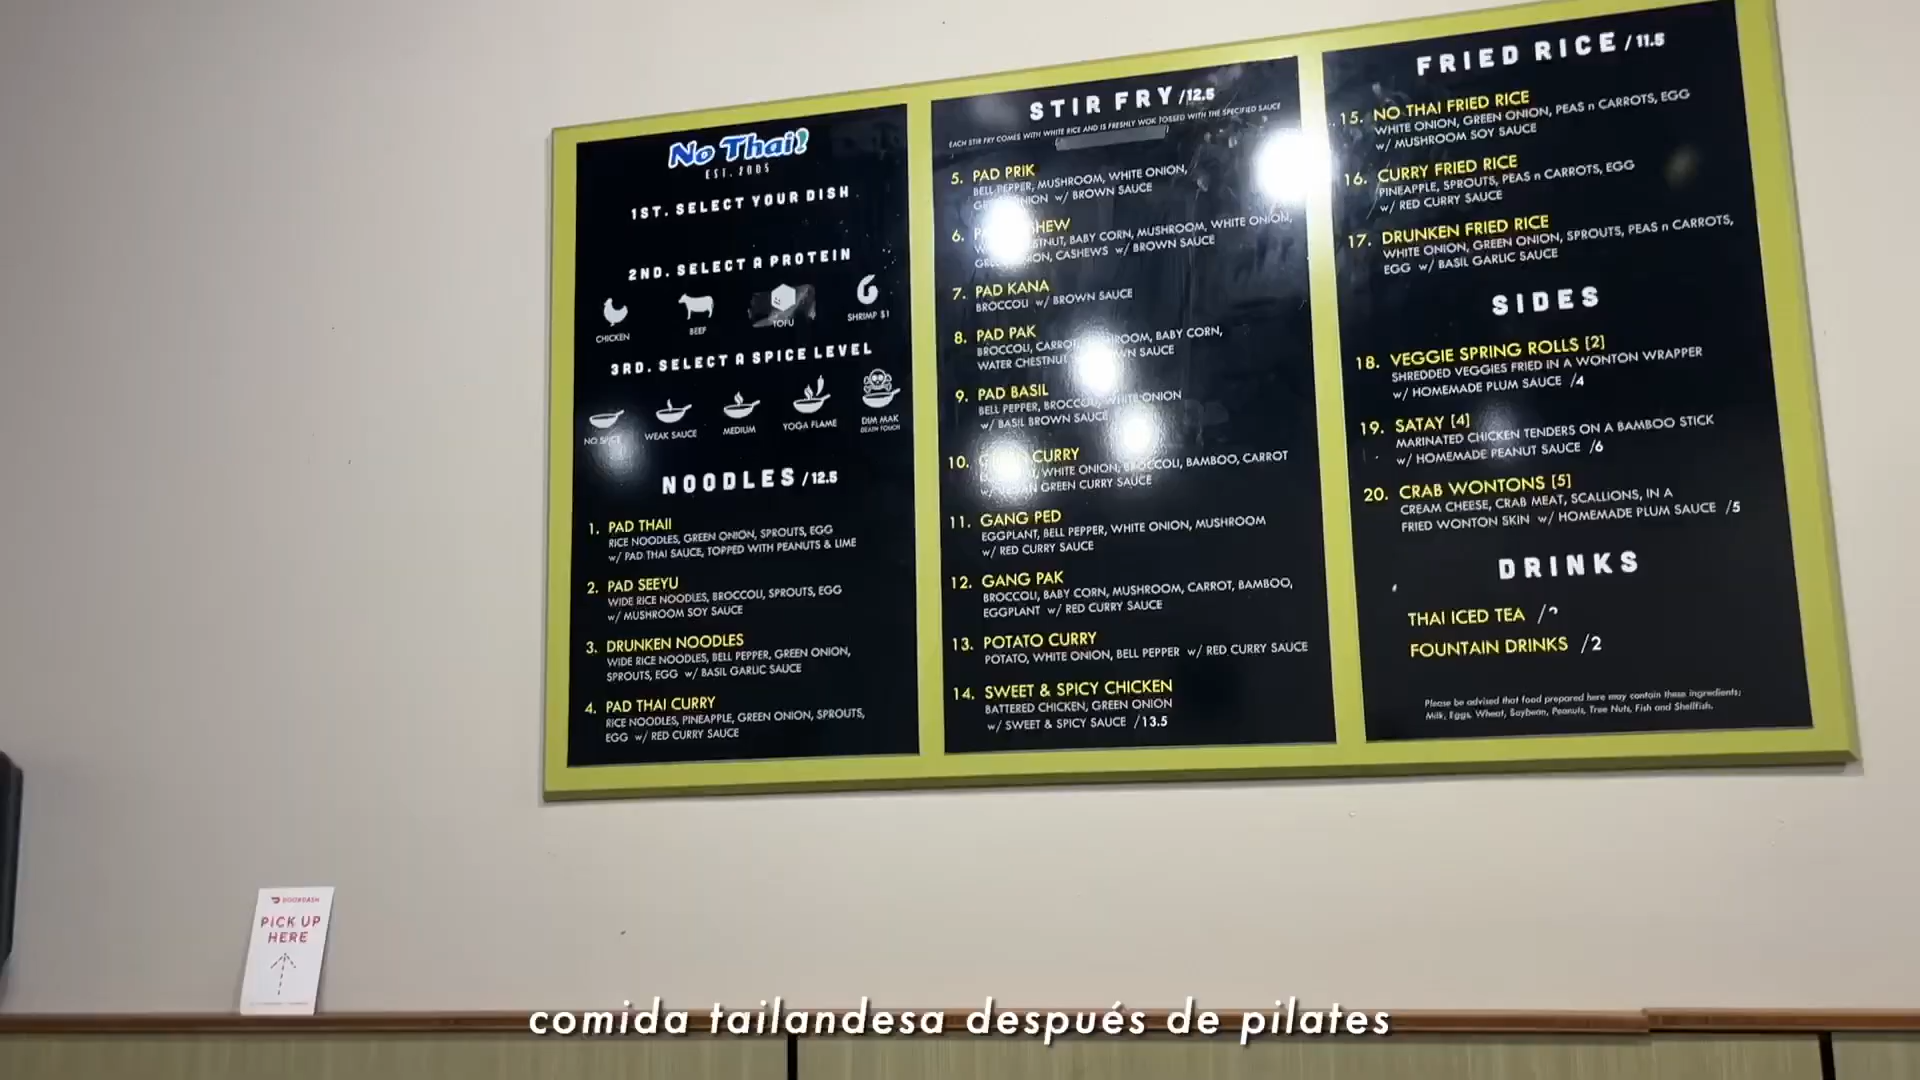 No Thai!
EST. 2005
1ST. SELECT YOUR DISH
2ND. SELECT A PROTEIN
CHICKEN
BEEF
TOFU
SHRIMP $1
3RD. SELECT A SPICE LEVEL
NO SPICE
WEAK SAUCE
MEDIUM
YOGA FLAME
DIM MAK
DEATH TOUCH
NOODLES /12.5
1. PAD THAII
RICE NOODLES, GREEN ONION, SPROUTS, EGG
w/ PAD THAI SAUCE, TOPPED WITH PEANUTS & LIME
2. PAD SEEYU
WIDE RICE NOODLES, BROCCOLI, SPROUTS, EGG
w/ MUSHROOM SOY SAUCE
3. DRUNKEN NOODLES
WIDE RICE NOODLES, BELL PEPPER, GREEN ONION,
SPROUTS, EGG w/ BASIL GARLIC SAUCE
4. PAD THAI CURRY
RICE NOODLES, PINEAPPLE, GREEN ONION, SPROUTS,
EGG w/ RED CURRY SAUCE
STIR FRY /12.5
EACH STIR FRY COMES WITH WHITE RICE AND IS FRESHLY WOK TOSSED WITH THE SPECIFIED SAUCE
5. PAD PRIK
BELL PEPPER, MUSHROOM, WHITE ONION,
w/ BROWN SAUCE
6.
BABY CORN, MUSHROOM, WHITE ONION,
CASHEWS w/ BROWN SAUCE
7. PAD KANA
BROCCOLI w/ BROWN SAUCE
8. PAD PAK
BROCCOLI, BABY CORN,
WATER SAUCE
9. PAD BASIL
BELL PEPPER, BROCCOLI, WHITE ONION
w/ BASIL BROWN SAUCE
10. CURRY
WHITE ONION, BROCCOLI, BAMBOO, CARROT
GREEN CURRY SAUCE
11. GANG PED
EGGPLANT, BELL PEPPER, WHITE ONION, MUSHROOM
w/ RED CURRY SAUCE
12. GANG PAK
BROCCOLI, BABY CORN, MUSHROOM, CARROT, BAMBOO,
EGGPLANT w/ RED CURRY SAUCE
13. POTATO CURRY
POTATO, WHITE ONION, BELL PEPPER w/ RED CURRY SAUCE
14. SWEET & SPICY CHICKEN
BATTERED CHICKEN, GREEN ONION
w/ SWEET & SPICY SAUCE /13.5
FRIED RICE /11.5
15. NO THAI FRIED RICE
WHITE ONION, GREEN ONION, PEAS n CARROTS, EGG
w/ MUSHROOM SOY SAUCE
16. CURRY FRIED RICE
PINEAPPLE, SPROUTS, PEAS n CARROTS, EGG
w/ RED CURRY SAUCE
17. DRUNKEN FRIED RICE
WHITE ONION, GREEN ONION, SPROUTS, PEAS n CARROTS,
EGG w/ BASIL GARLIC SAUCE
SIDES
18. VEGGIE SPRING ROLLS [2]
SHREDDED VEGGIES FRIED IN A WONTON WRAPPER
w/ HOMEMADE PLUM SAUCE /4
19. SATAY [4]
MARINATED CHICKEN TENDERS ON A BAMBOO STICK
w/ HOMEMADE PEANUT SAUCE /6
20. CRAB WONTONS [5]
CREAM CHEESE, CRAB MEAT, SCALLIONS, IN A
FRIED WONTON SKIN w/ HOMEMADE PLUM SAUCE /5
DRINKS
THAI ICED TEA
FOUNTAIN DRINKS /2
Please be advised that food prepared here may contain these ingredients;
Milk, Eggs, Wheat, Soybean, Peanuts, Tree Nuts, Fish and Shellfish.
DOORDASH
PICK UP
HERE
comida tailandesa después de pilates